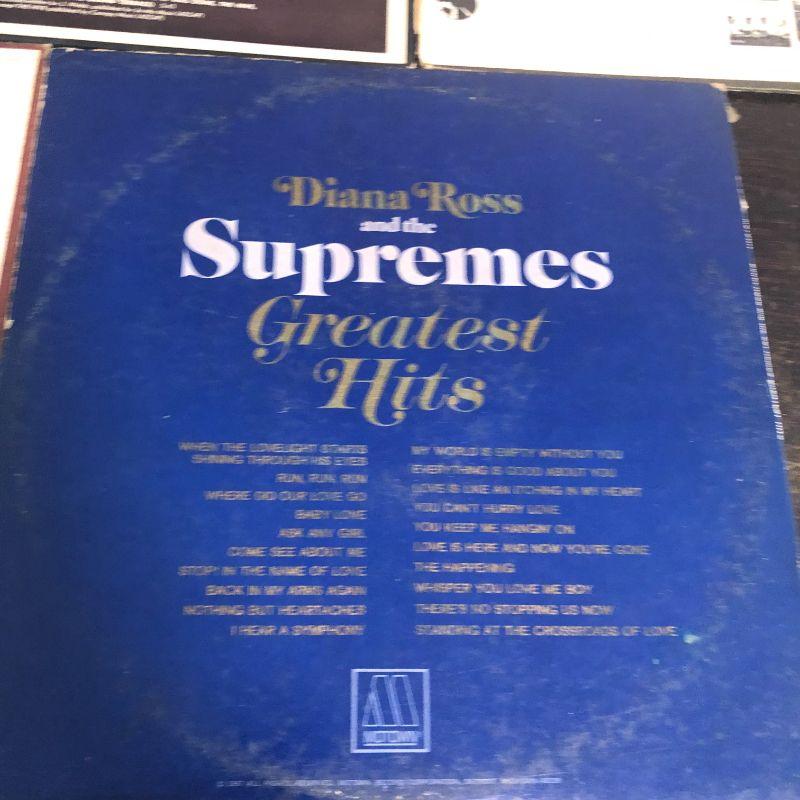 Diana Ross
and the
Supremes
Greatest
Hits
WHEN THE LOVELIGHT STARTS
SHINING THROUGH HIS EYES
RUN, RUN, RUN
WHERE DID OUR LOVE GO
BABY LOVE
ASK ANY GIRL
COME SEE ABOUT ME
STOP! IN THE NAME OF LOVE
BACK IN MY ARMS AGAIN
NOTHING BUT HEARTACHES
I HEAR A SYMPHONY
MY WORLD IS EMPTY WITHOUT YOU
EVERYTHING IS GOOD ABOUT YOU
LOVE IS LIKE AN ITCHING IN MY HEART
YOU CAN'T HURRY LOVE
YOU KEEP ME HANGIN' ON
LOVE IS HERE AND NOW YOU'RE GONE
THE HAPPENING
WHISPER YOU LOVE ME BOY
THERE'S NO STOPPING US NOW
STANDING AT THE CROSSROADS OF LOVE
MOTOWN